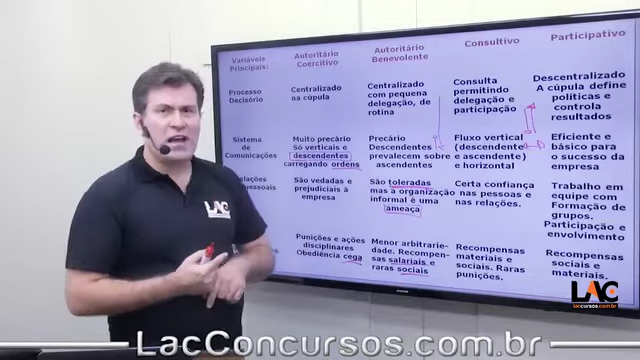 Variáveis
Principais:
Autoritário
Coercitivo
Autoritário
Benevolente
Consultivo
Participativo
Processo
Decisório
Centralizado
na cúpula
Centralizado
com pequena
delegação, de
rotina
Consulta
permitindo
delegação e
participação
Descentralizado
A cúpula define
políticas e
controla
resultados
Sistema
de
Comunicações
Muito precário
Só verticais e
descendentes
carregando ordens
Precário
Descendentes
prevalecem sobre
ascendentes
Fluxo vertical
(descendente
e ascendente)
e horizontal
Eficiente e
básico para
o sucesso da
empresa
São vedadas e
prejudiciais à
empresa
São toleradas
mas a organização
informal é uma
ameaça
Certa confiança
nas pessoas e
nas relações.
Trabalho em
equipe com
Formação de
grupos.
Participação e
envolvimento
Punições e ações
disciplinares
Obediência cega
Menor arbitrarie-
dade. Recompen-
sas salariais e
raras sociais
Recompensas
materiais e
sociais. Raras
punições.
Recompensas
sociais e
materiais.
LAC
LAC
laccursos.com.br
LacConcursos.com.br